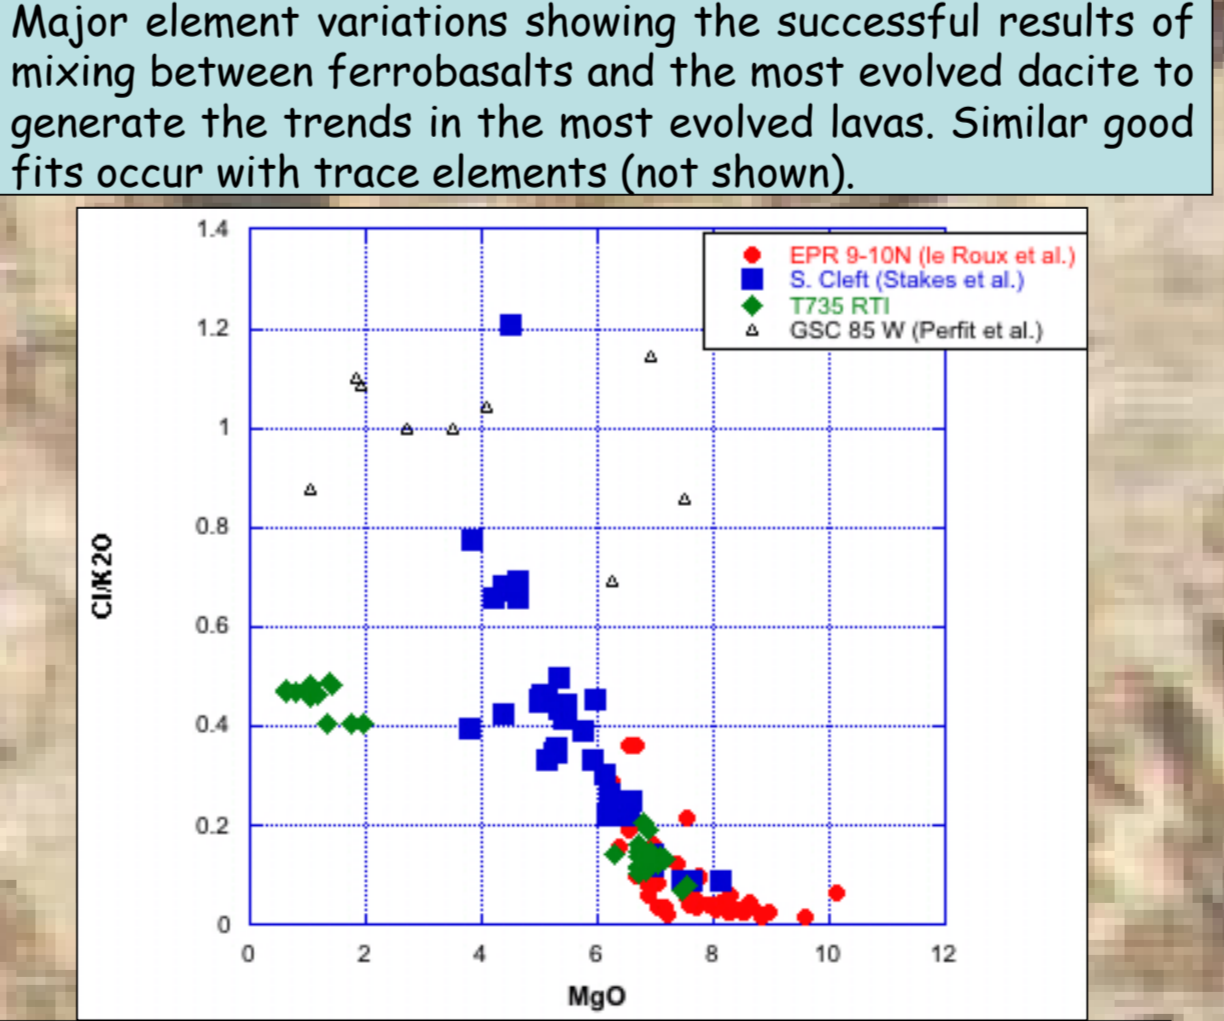 Major element variations showing the successful results of
mixing between ferrobasalts and the most evolved dacite to
generate the trends in the most evolved lavas. Similar good
fits occur with trace elements (not shown).
1.4
1.2
1
0.8
0.6
0.4
0.2
0
Cl/K2O
EPR 9-10N (le Roux et al.)
S. Cleft (Stakes et al.)
T735 RTI
GSC 85 W (Perfit et al.)
0 2 4 6 8 10 12
MgO